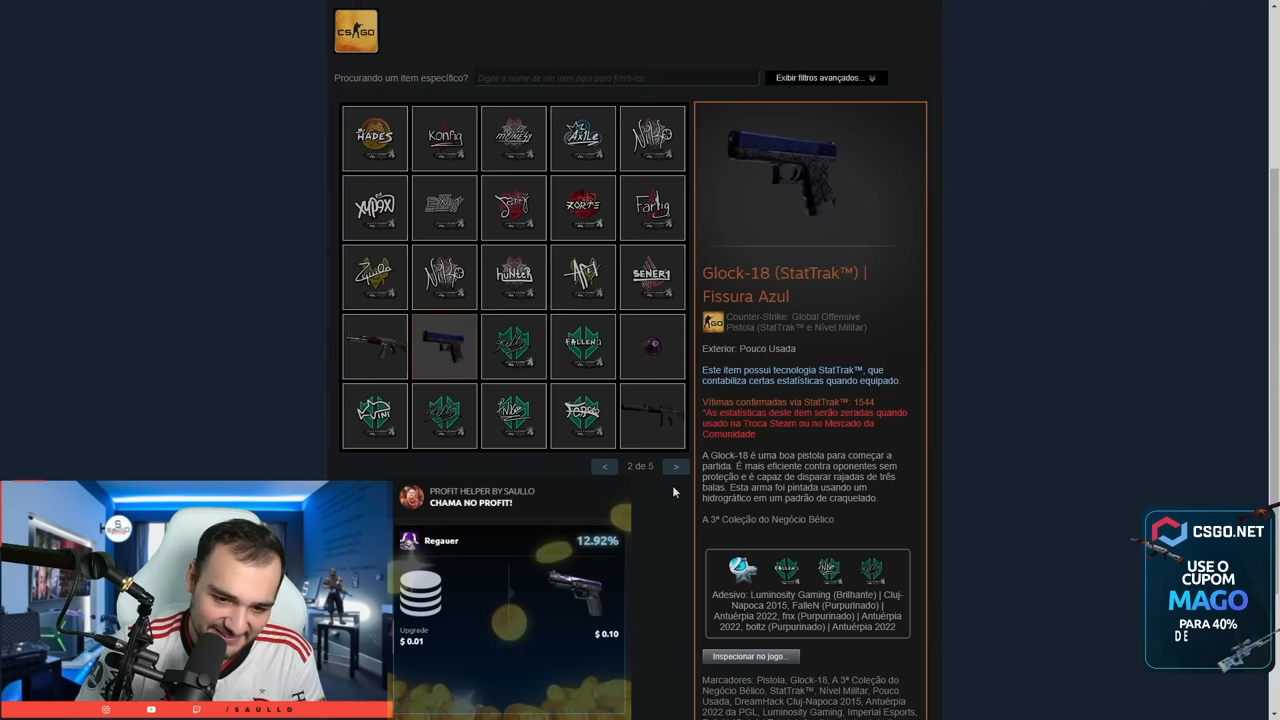 CS GO
Procurando um item específico?
Digite o nome de um item aqui para filtrá-los
Exibir filtros avançados...
HADES
Konfig
AxiLe
Farlig
hunter
SENER1
FALLEN
2 de 5
<
>
Glock-18 (StatTrak™) |
Fissura Azul
Counter-Strike: Global Offensive
Pistola (StatTrak™ e Nível Militar)
Exterior: Pouco Usada
Este item possui tecnologia StatTrak™, que
contabiliza certas estatísticas quando equipado.
Vítimas confirmadas via StatTrak™: 1544
*As estatísticas deste item serão zeradas quando
usado na Troca Steam ou no Mercado da
Comunidade
A Glock-18 é uma boa pistola para começar a
partida. É mais eficiente contra oponentes sem
proteção e é capaz de disparar rajadas de três
balas. Esta arma foi pintada usando um
hidrográfico em um padrão de craquelado.
A 3ª Coleção do Negócio Bélico
Adesivo: Luminosity Gaming (Brilhante) | Cluj-
Napoca 2015, FalleN (Purpurinado) |
Antuérpia 2022, fnx (Purpurinado) | Antuérpia
2022, boltz (Purpurinado) | Antuérpia 2022
Inspecionar no jogo...
Marcadores: Pistola, Glock-18, A 3ª Coleção do
Negócio Bélico, StatTrak™, Nível Militar, Pouco
Usada, DreamHack Cluj-Napoca 2015, Antuérpia
2022 da PGL, Luminosity Gaming, Imperial Esports,
PROFIT HELPER BY SAULLO
CHAMA NO PROFIT!
Regauer
12.92%
Upgrade
$ 0.01
$ 0.10
/SAULLO
CSGO.NET
USE O
CUPOM
MAGO
PARA 40%
DE